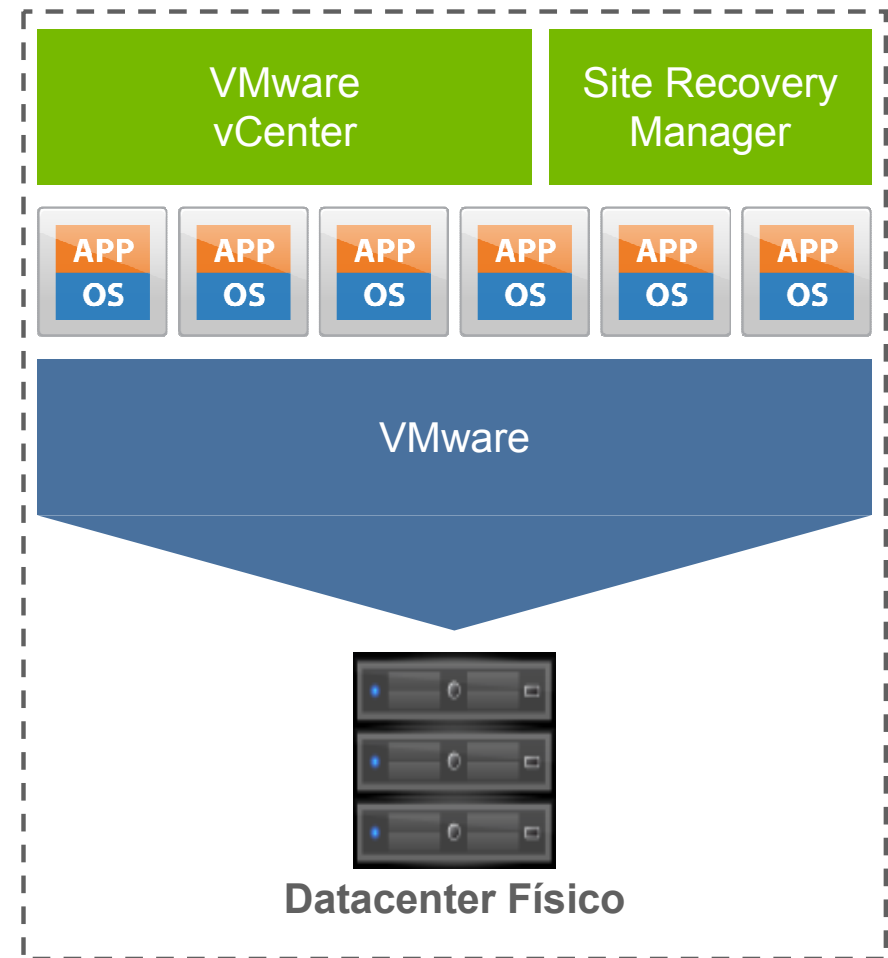 VMware
vCenter
Site Recovery
Manager
APP
OS
APP
OS
APP
OS
APP
OS
APP
OS
APP
OS
VMware
Datacenter Físico